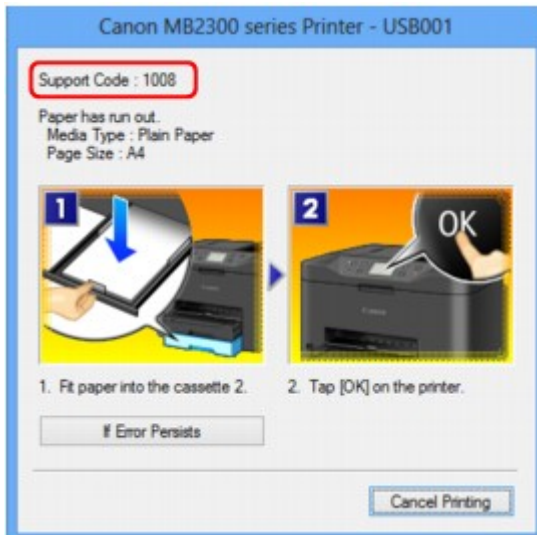 Canon MB2300 series Printer - USB001
Support Code : 1008
Paper has run out.
Media Type : Plain Paper
Page Size : A4
1
2
OK
Canon
1. Fit paper into the cassette 2.
2. Tap [OK] on the printer.
If Error Persists
Cancel Printing